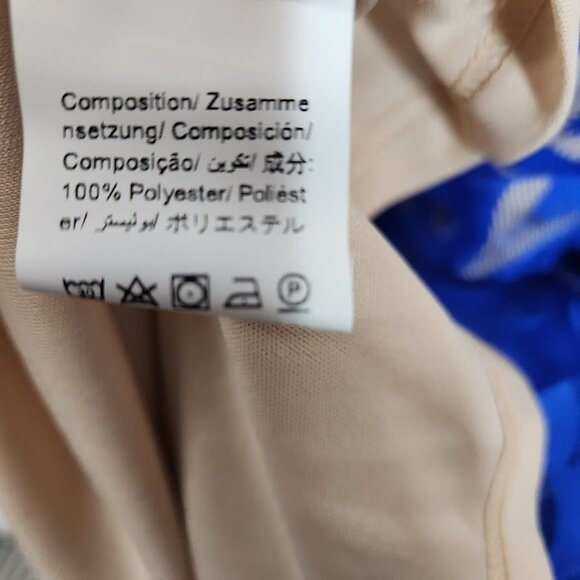 Composition/ Zusamme
nsetzung/ Composición/
Composição/ تكوين/ 成分:
100% Polyester/ Poliést
er/ بوليستر/ ポリエステル
P